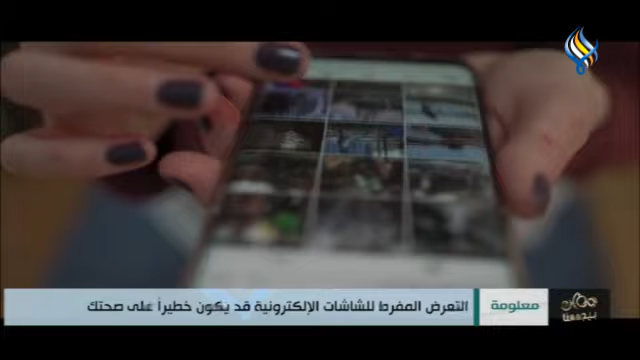 معلومة
التعرض المفرط للشاشات الإلكترونية قد يكون خطيراً على صحتك